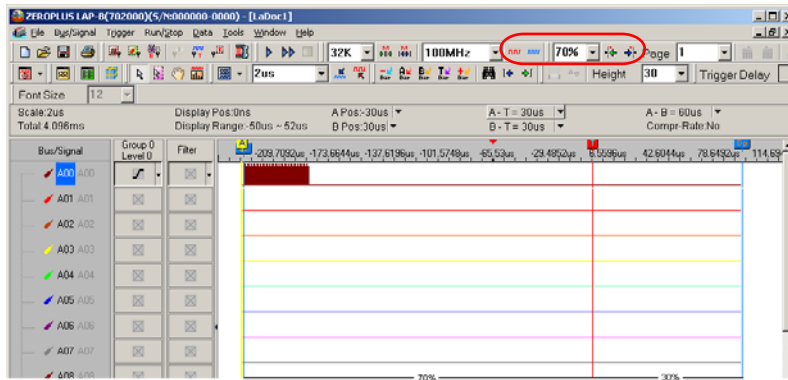 ZEROPLUS LAP-B(702000)(S/N:000000-0000) - [LaDoc1]
File Bus/Signal Trigger Run/Stop Data Tools Window Help
32K 100MHz 70% Page 1
2us Height 30 Trigger Delay
Font Size 12
Scale:2us Display Pos:0ns A Pos:-30us A - T = 30us A - B = 60us
Total:4.096ms Display Range:-50us ~ 52us B Pos:30us B - T = 30us Compr-Rate:No
Bus/Signal Group 0 Level 0 Filter A T
-209.7092us -173.6644us -137.6196us -101.5748us -65.53us -29.4852us 6.5596us 42.6044us 78.6492us 114.69
A00 A00
A01 A01
A02 A02
A03 A03
A04 A04
A05 A05
A06 A06
A07 A07
A08 A08
70% 30%